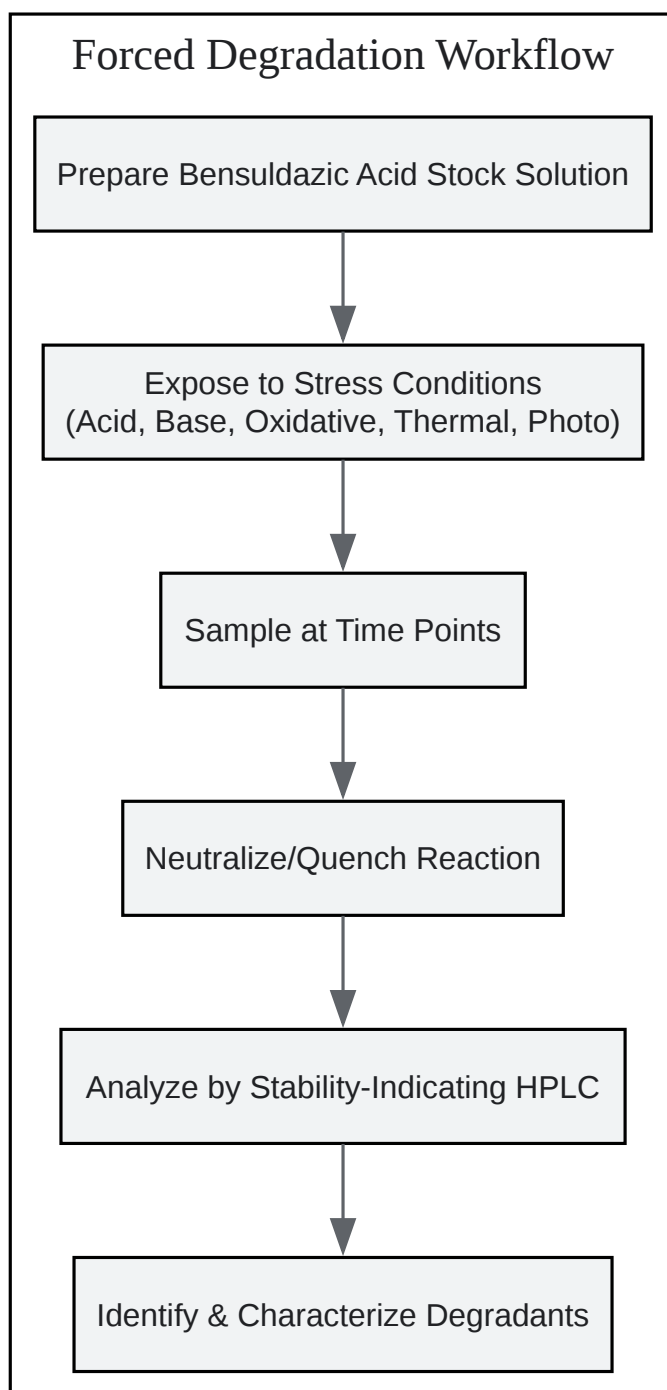 Forced Degradation Workflow
Prepare Bensuldazic Acid Stock Solution
Expose to Stress Conditions
(Acid, Base, Oxidative, Thermal, Photo)
Sample at Time Points
Neutralize/Quench Reaction
Analyze by Stability-Indicating HPLC
Identify & Characterize Degradants